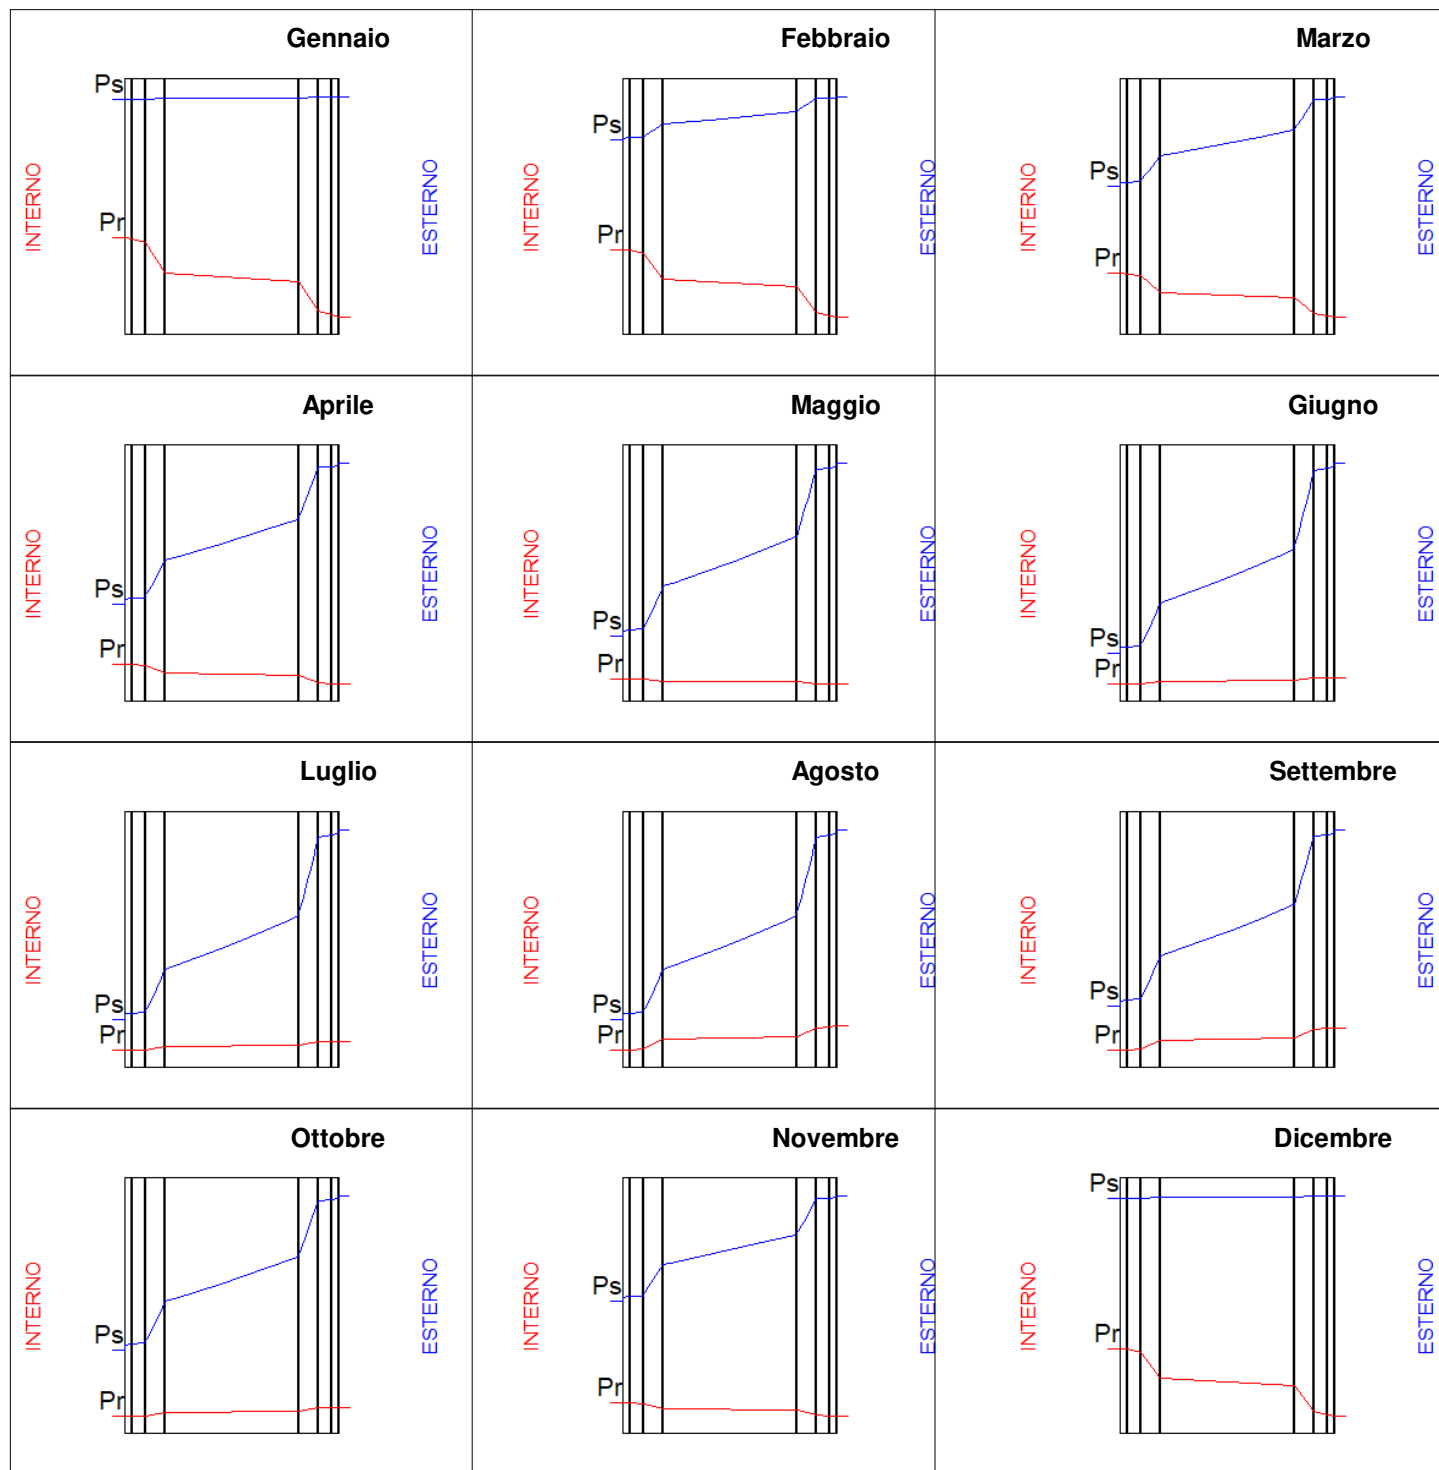 Gennaio
Ps
Pr
INTERNO
ESTERNO
Febbraio
Ps
Pr
INTERNO
ESTERNO
Marzo
Ps
Pr
INTERNO
ESTERNO
Aprile
Ps
Pr
INTERNO
ESTERNO
Maggio
Ps
Pr
INTERNO
ESTERNO
Giugno
Ps
Pr
INTERNO
ESTERNO
Luglio
Ps
Pr
INTERNO
ESTERNO
Agosto
Ps
Pr
INTERNO
ESTERNO
Settembre
Ps
Pr
INTERNO
ESTERNO
Ottobre
Ps
Pr
INTERNO
ESTERNO
Novembre
Ps
Pr
INTERNO
ESTERNO
Dicembre
Ps
Pr
INTERNO
ESTERNO